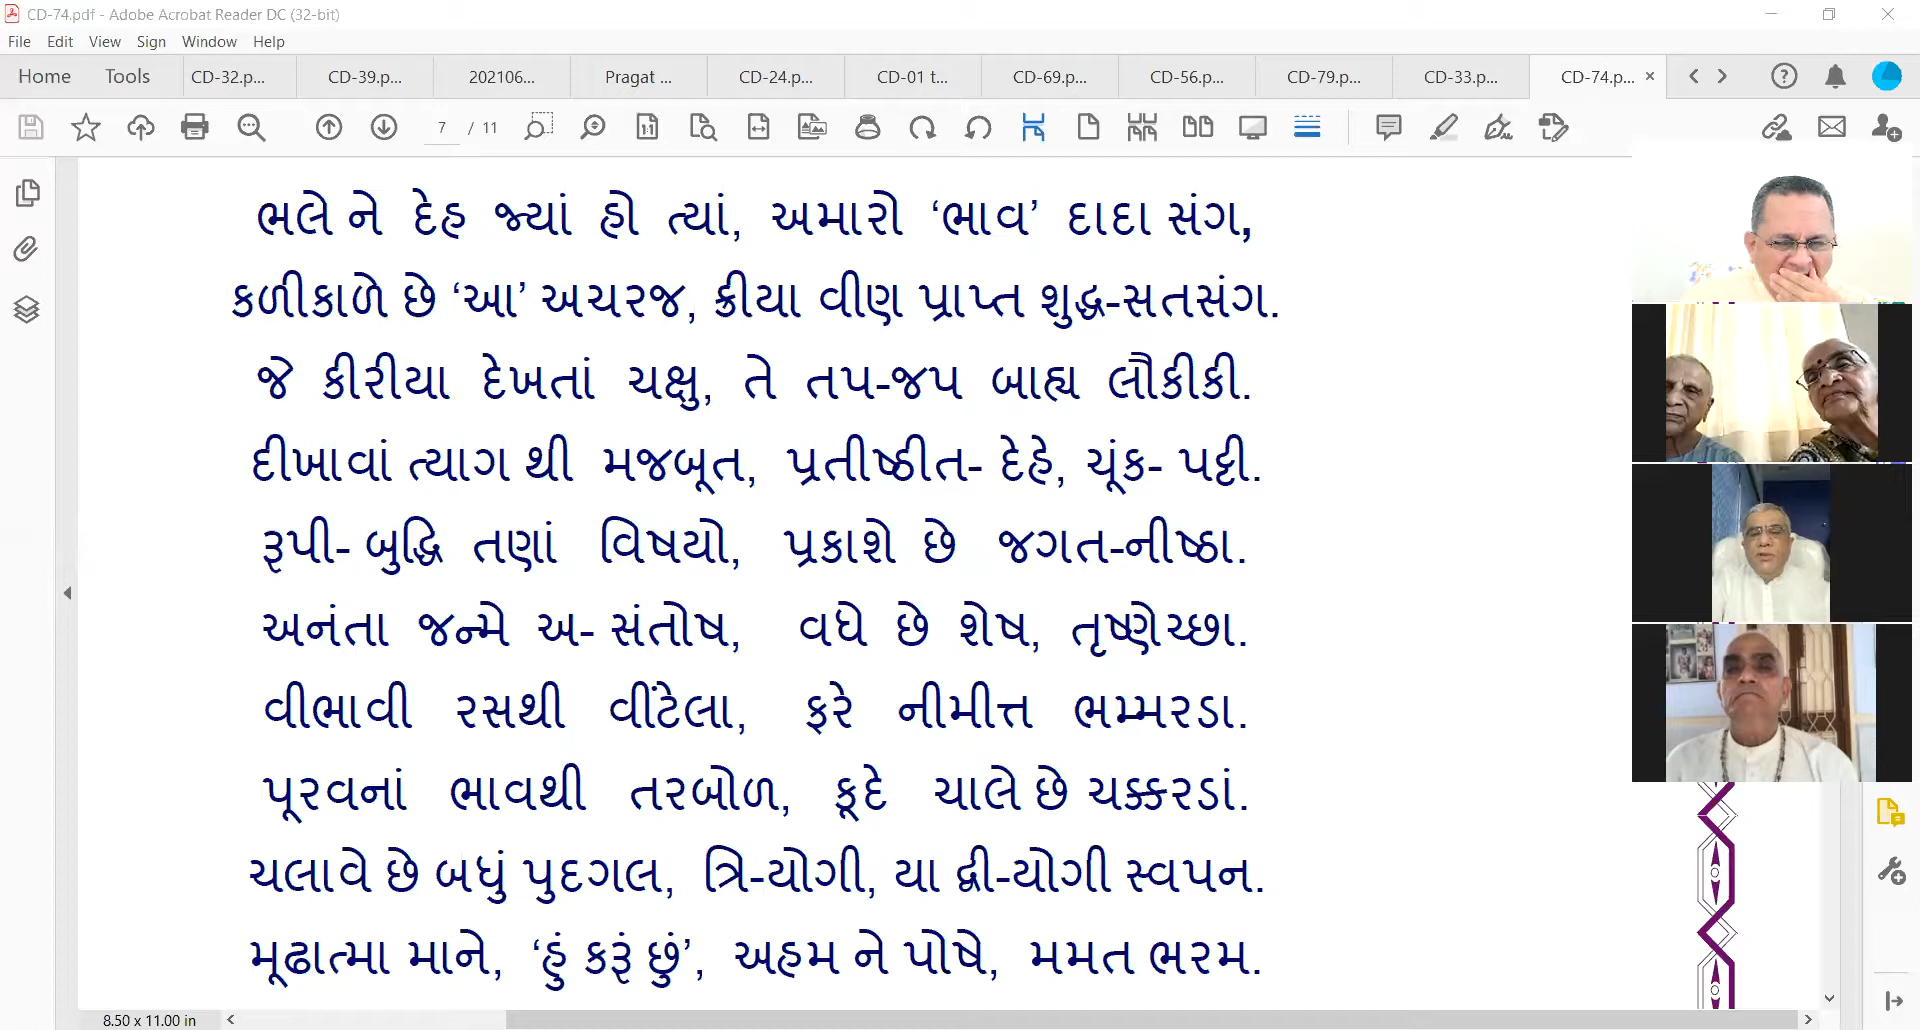 CD-74.pdf - Adobe Acrobat Reader DC (32-bit)
File Edit View Sign Window Help
Home Tools CD-32.p... CD-39.p... 202106... Pragat ... CD-24.p... CD-01 t... CD-69.p... CD-56.p... CD-79.p... CD-33.p... CD-74.p...
7 / 11
ભલે ને દેહ જ્યાં હો ત્યાં, અમારો ‘ભાવ’ દાદા સંગ,
કળીકાળે છે ‘આ’ અચરજ, ક્રીયા વીણ પ્રાપ્ત શુદ્ધ-સતસંગ.
જે કીરીયા દેખતાં ચક્ષુ, તે તપ-જપ બાહ્ય લૌકીકી.
દીખાવાં ત્યાગ થી મજબૂત, પ્રતીષ્ઠીત- દેહે, ચૂંક- પટ્ટી.
રૂપી- બુદ્ધિ તણાં વિષયો, પ્રકાશે છે જગત-નીષ્ઠા.
અનંતા જન્મે અ- સંતોષ, વધે છે શેષ, તૃષ્ણેચ્છા.
વીભાવી રસથી વીંટેલા, ફરે નીમીત્ત ભમ્મરડા.
પૂરવનાં ભાવથી તરબોળ, કૂદે ચાલે છે ચક્કરડાં.
ચલાવે છે બધું પુદગલ, ત્રિ-યોગી, યા દ્વી-યોગી સ્વપન.
મૂઢાત્મા માને, ‘હું કરૂં છું’, અહમ ને પોષે, મમત ભરમ.
8.50 x 11.00 in